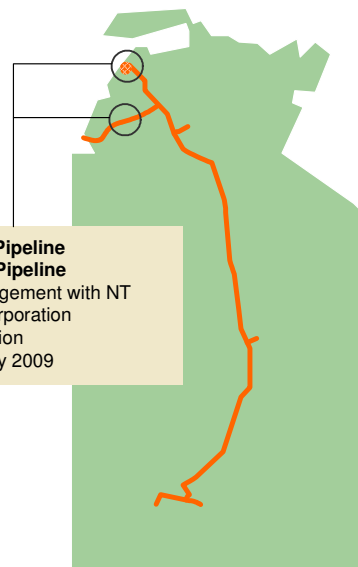 Pipeline
Pipeline
gement with NT
rporation
ion
y 2009